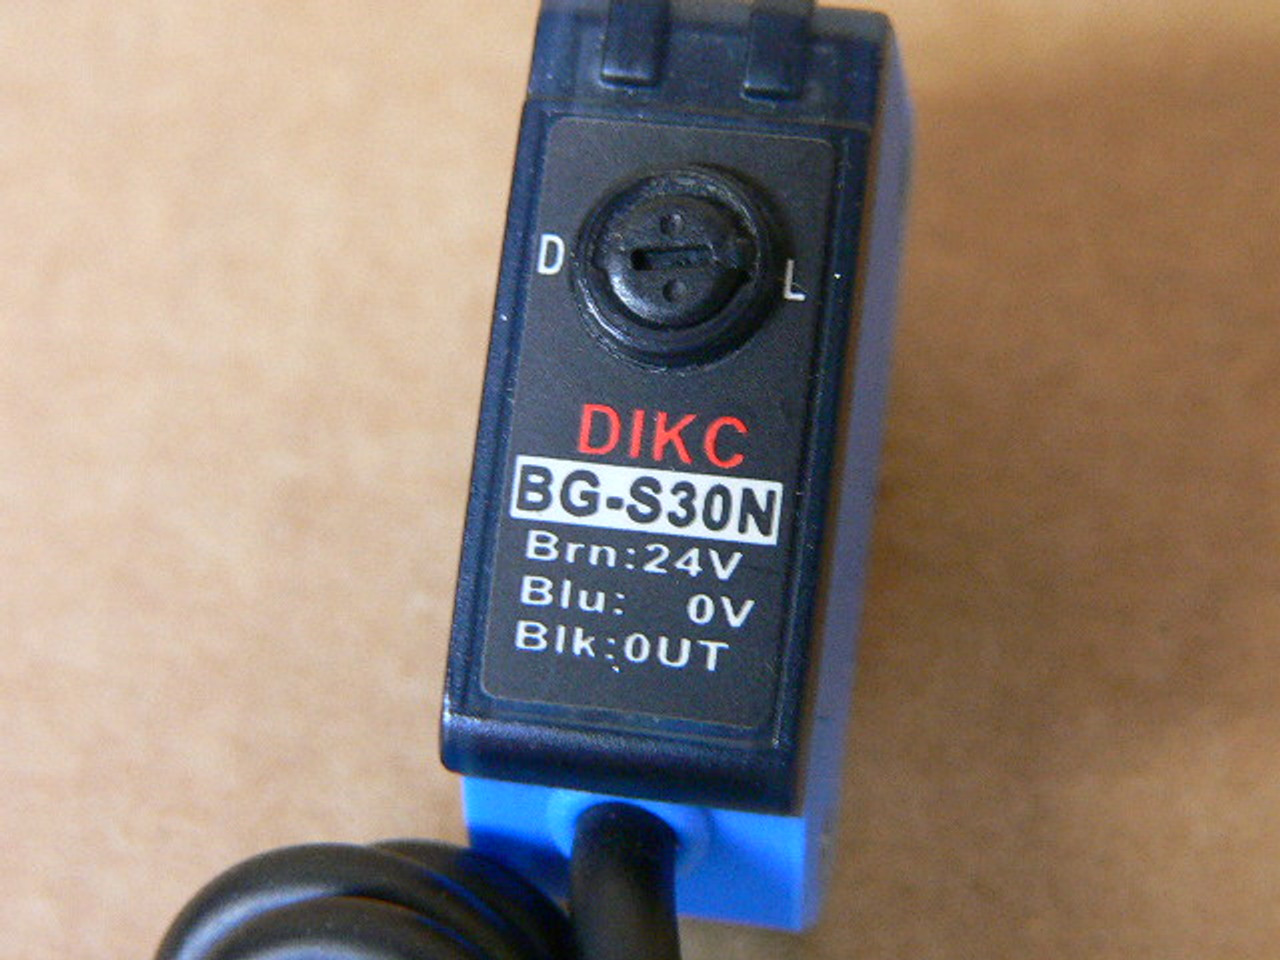 D L
DIKC
BG-S30N
Brn:24V
Blu: 0V
Blk:0UT